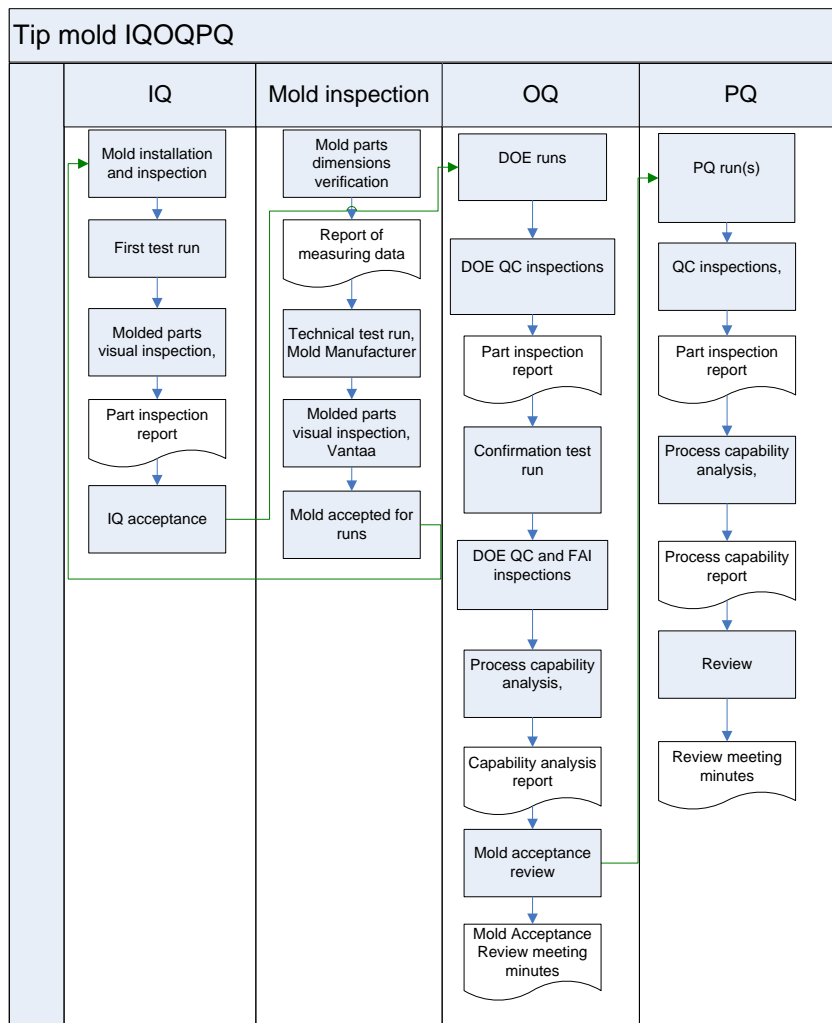 Tip mold IQOQPQ
IQ
Mold installation
and inspection
First test run
Molded parts
visual inspection,
Part inspection
report
IQ acceptance
Mold inspection
Mold parts
dimensions
verification
Report of
measuring data
Technical test run,
Mold Manufacturer
Molded parts
visual inspection,
Vantaa
Mold accepted for
runs
OQ
DOE runs
DOE QC inspections
Part inspection
report
Confirmation test
run
DOE QC and FAI
inspections
Process capability
analysis,
Capability analysis
report
Mold acceptance
review
Mold Acceptance
Review meeting
minutes
PQ
PQ run(s)
QC inspections,
Part inspection
report
Process capability
analysis,
Process capability
report
Review
Review meeting
minutes